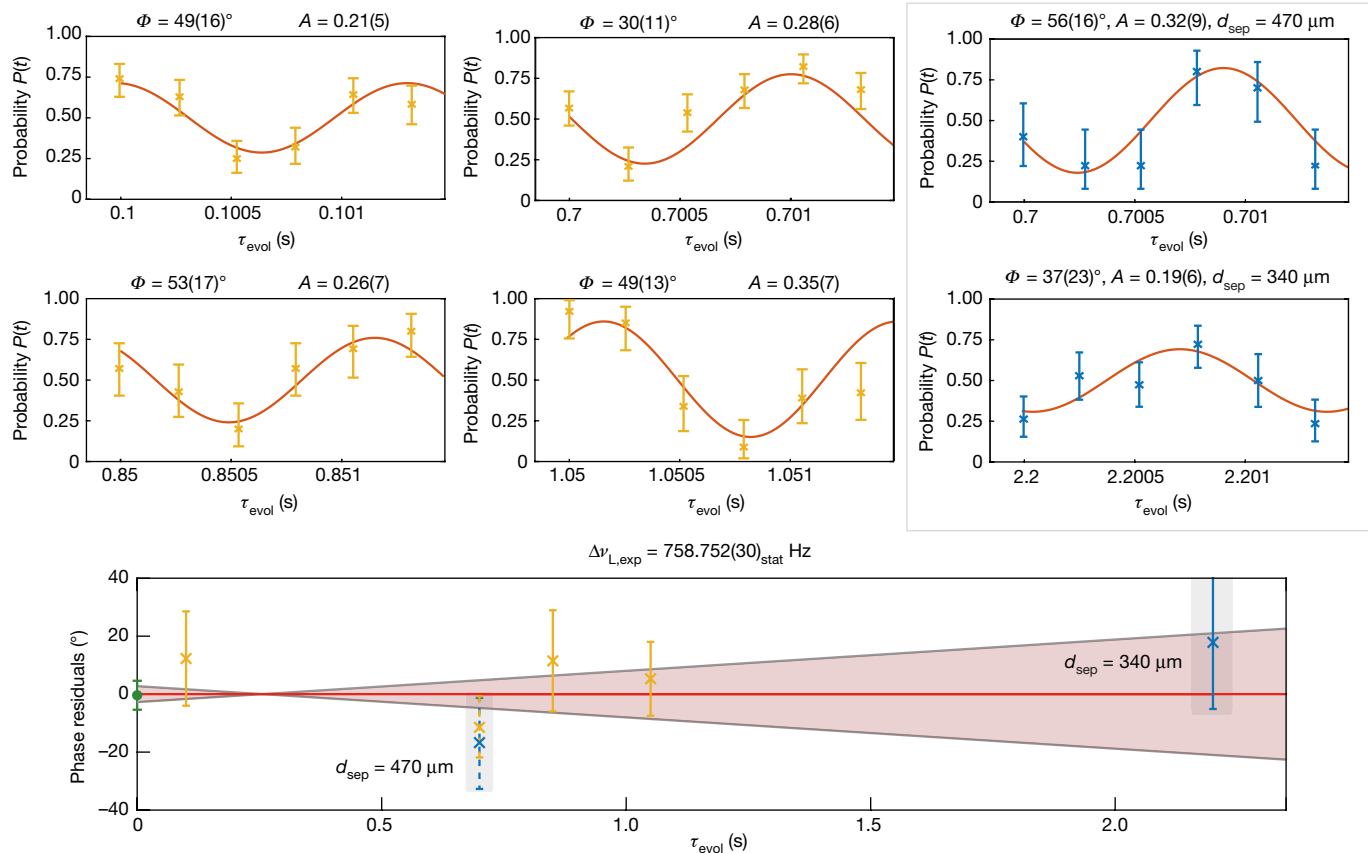 Φ = 49(16)° A = 0.21(5)
Probability P(t)
1.00
0.75
0.50
0.25
0
0.1 0.1005 0.101
τevol (s)
Φ = 30(11)° A = 0.28(6)
Probability P(t)
1.00
0.75
0.50
0.25
0
0.7 0.7005 0.701
τevol (s)
Φ = 56(16)°, A = 0.32(9), dsep = 470 μm
Probability P(t)
1.00
0.75
0.50
0.25
0
0.7 0.7005 0.701
τevol (s)
Φ = 53(17)° A = 0.26(7)
Probability P(t)
1.00
0.75
0.50
0.25
0
0.85 0.8505 0.851
τevol (s)
Φ = 49(13)° A = 0.35(7)
Probability P(t)
1.00
0.75
0.50
0.25
0
1.05 1.0505 1.051
τevol (s)
Φ = 37(23)°, A = 0.19(6), dsep = 340 μm
Probability P(t)
1.00
0.75
0.50
0.25
0
2.2 2.2005 2.201
τevol (s)
ΔνL,exp = 758.752(30)stat Hz
Phase residuals (°)
40
20
0
−20
−40
dsep = 340 μm
dsep = 470 μm
0 0.5 1.0 1.5 2.0
τevol (s)